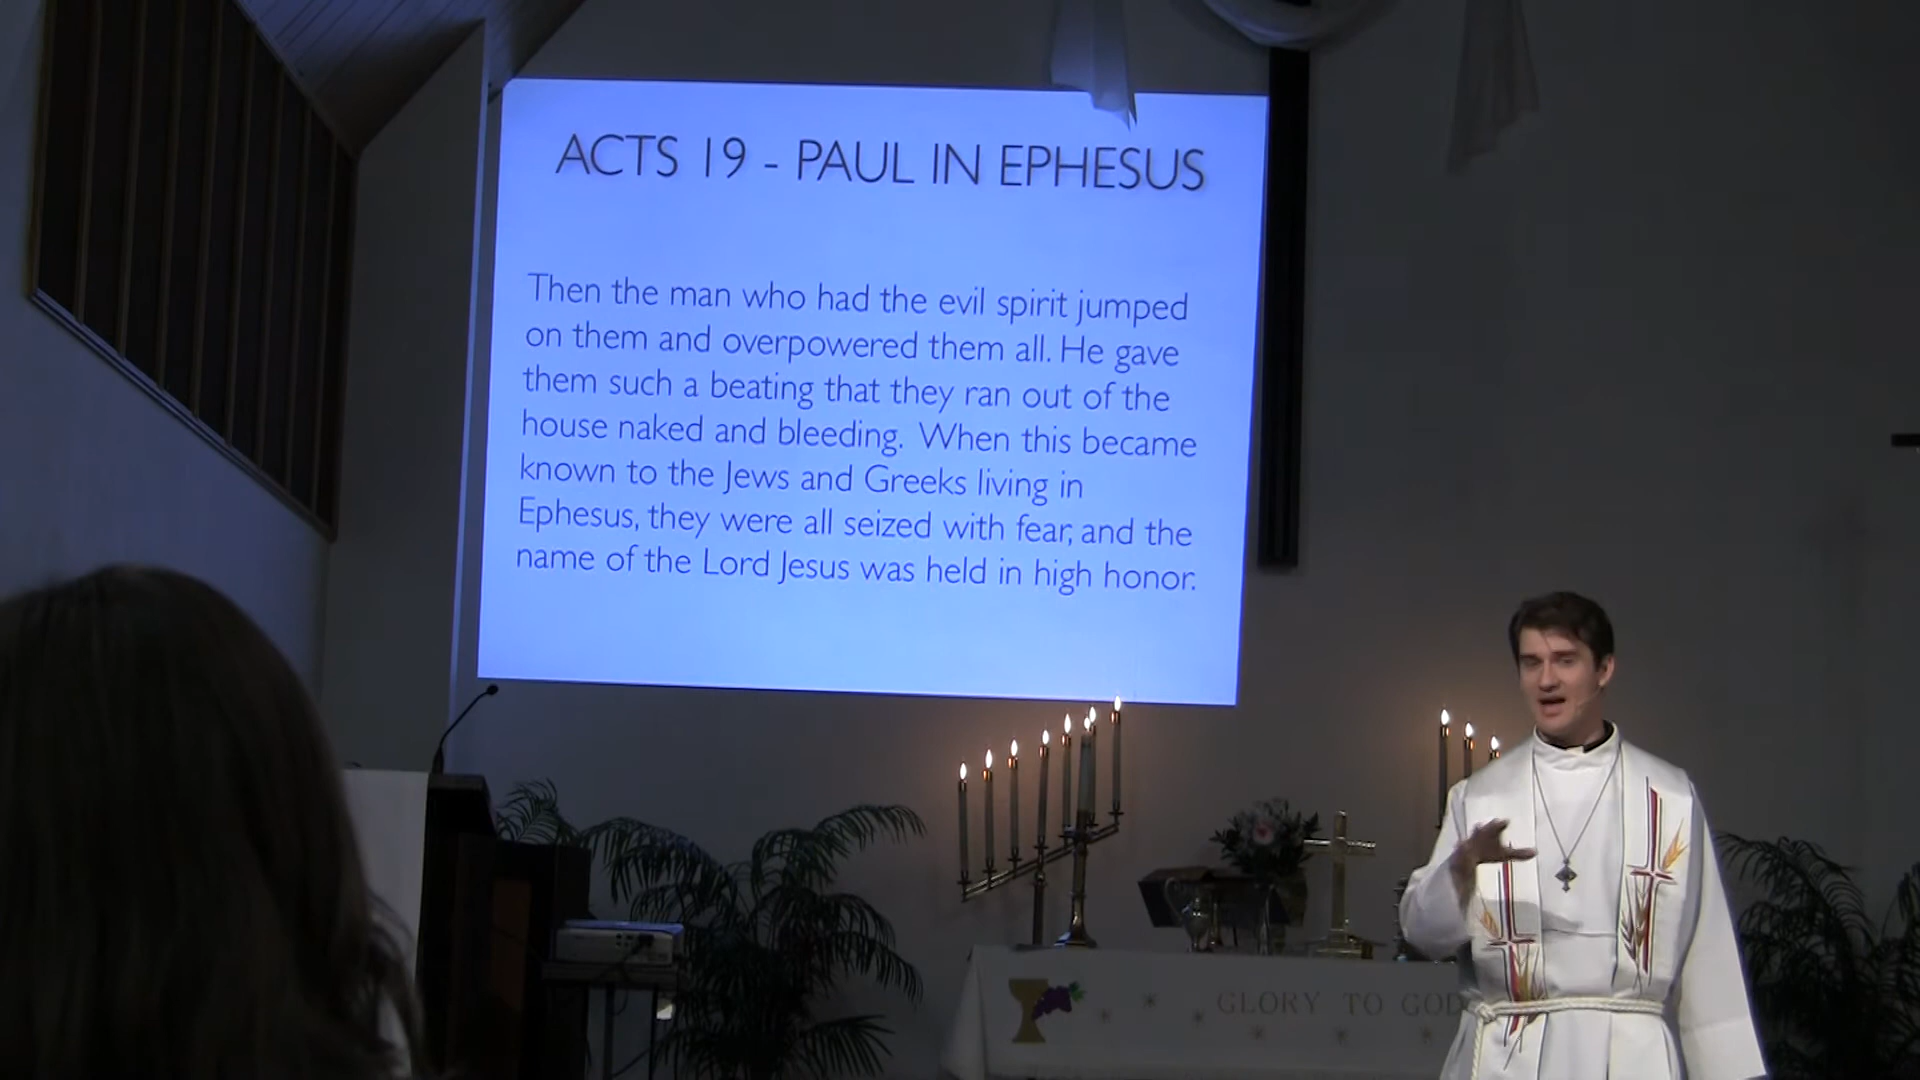 ACTS 19 - PAUL IN EPHESUS
Then the man who had the evil spirit jumped
on them and overpowered them all. He gave
them such a beating that they ran out of the
house naked and bleeding. When this became
known to the Jews and Greeks living in
Ephesus, they were all seized with fear, and the
name of the Lord Jesus was held in high honor.
GLORY TO GOD